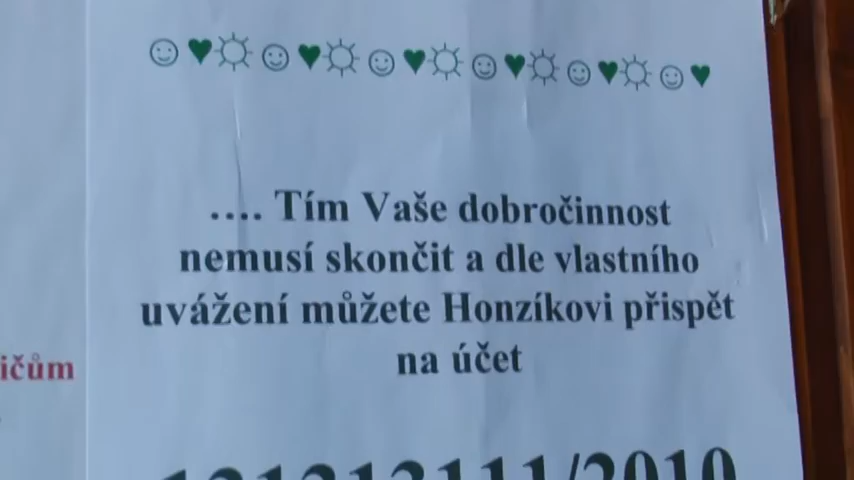 .... Tím Vaše dobročinnost
nemusí skončit a dle vlastního
uvážení můžete Honzíkovi přispět
na účet